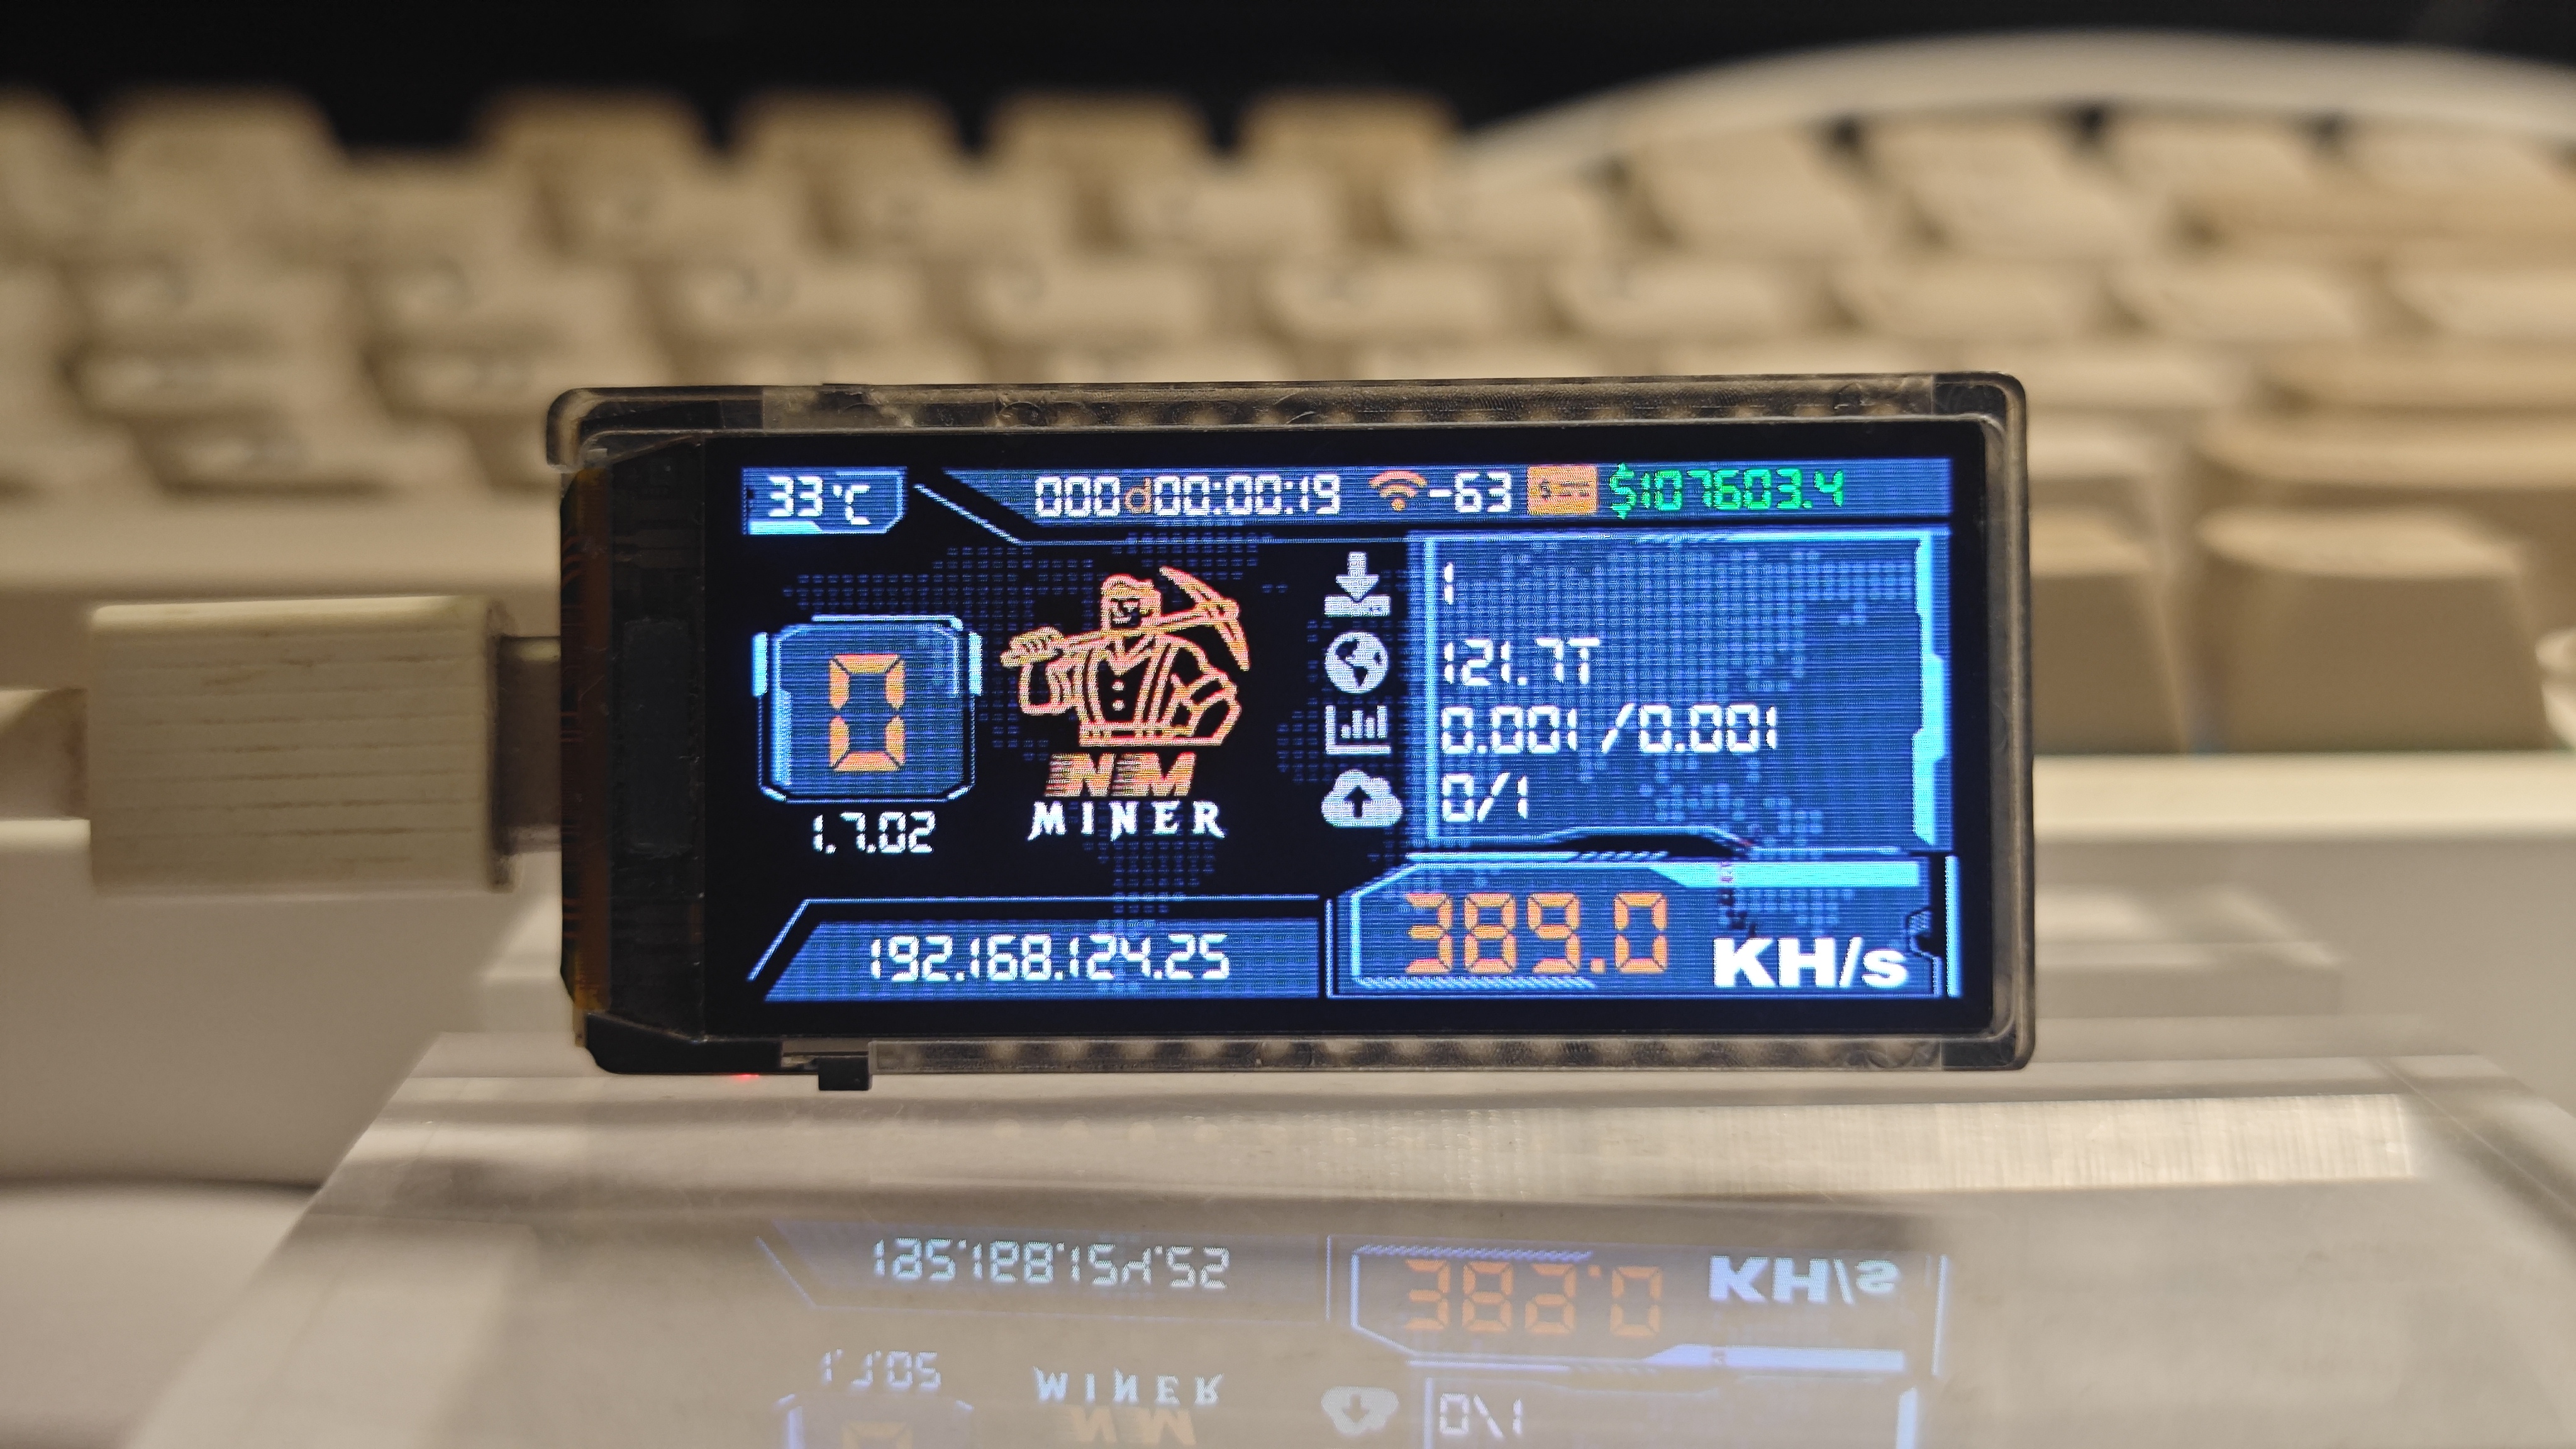 33℃
000d00:00:19
-63
$107603.4
1
121.7T
0.001/0.001
0/1
0
1.7.02
NM
MINER
192.168.124.25
389.0
KH/s